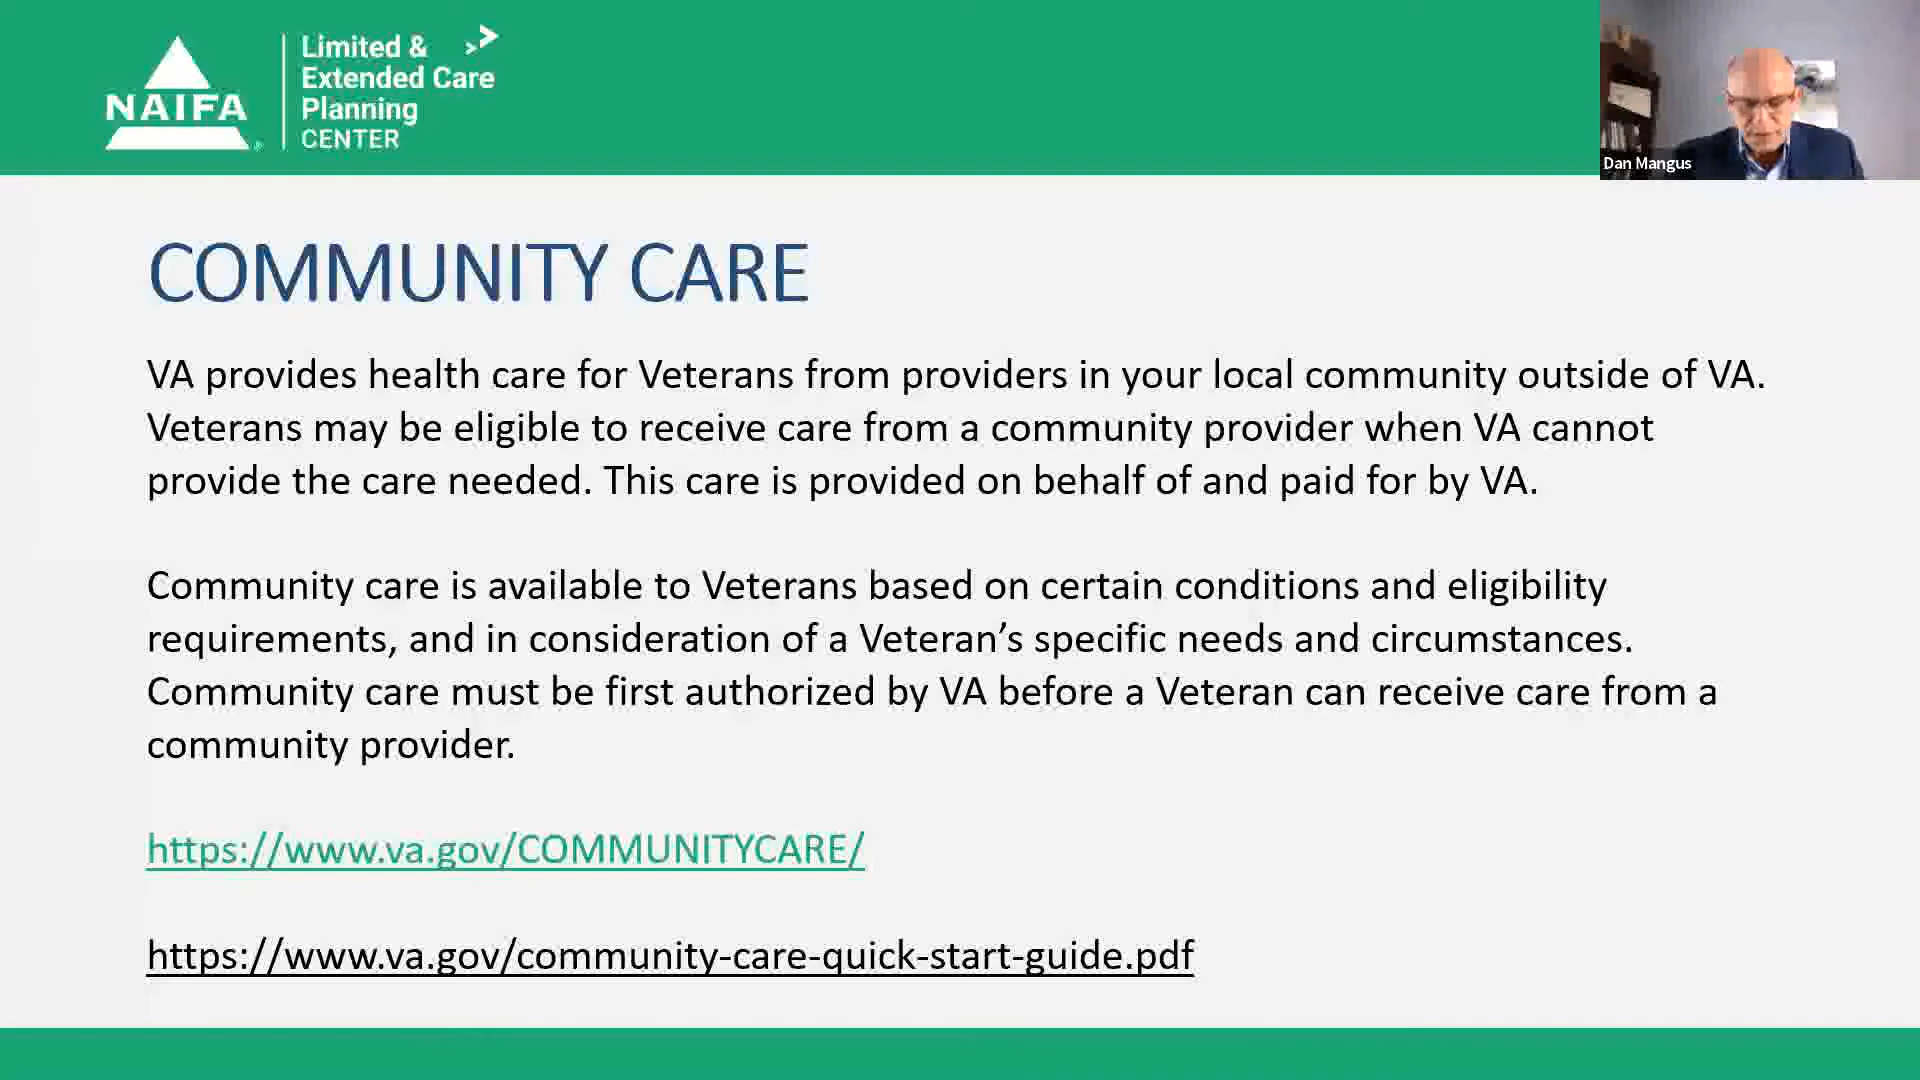 NAIFA
Limited &
Extended Care
Planning
CENTER
Dan Mangus
COMMUNITY CARE
VA provides health care for Veterans from providers in your local community outside of VA.
Veterans may be eligible to receive care from a community provider when VA cannot
provide the care needed. This care is provided on behalf of and paid for by VA.
Community care is available to Veterans based on certain conditions and eligibility
requirements, and in consideration of a Veteran’s specific needs and circumstances.
Community care must be first authorized by VA before a Veteran can receive care from a
community provider.
https://www.va.gov/COMMUNITYCARE/
https://www.va.gov/community-care-quick-start-guide.pdf